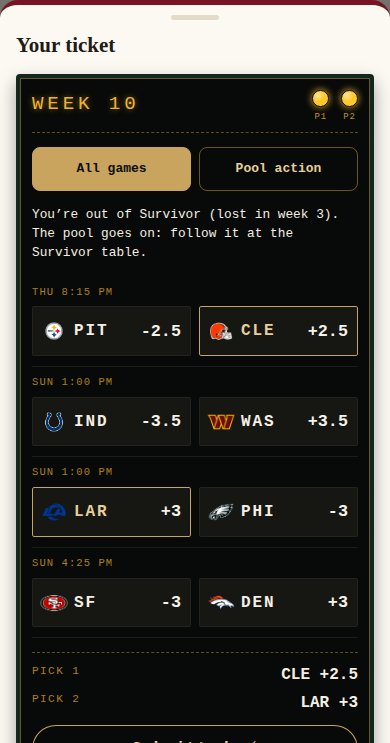 Your ticket
WEEK 10
P1 P2
All games Pool action
You're out of Survivor (lost in week 3).
The pool goes on: follow it at the
Survivor table.
THU 8:15 PM
PIT -2.5 CLE +2.5
SUN 1:00 PM
IND -3.5 WAS +3.5
SUN 1:00 PM
LAR +3 PHI -3
SUN 4:25 PM
SF -3 DEN +3
PICK 1 CLE +2.5
PICK 2 LAR +3